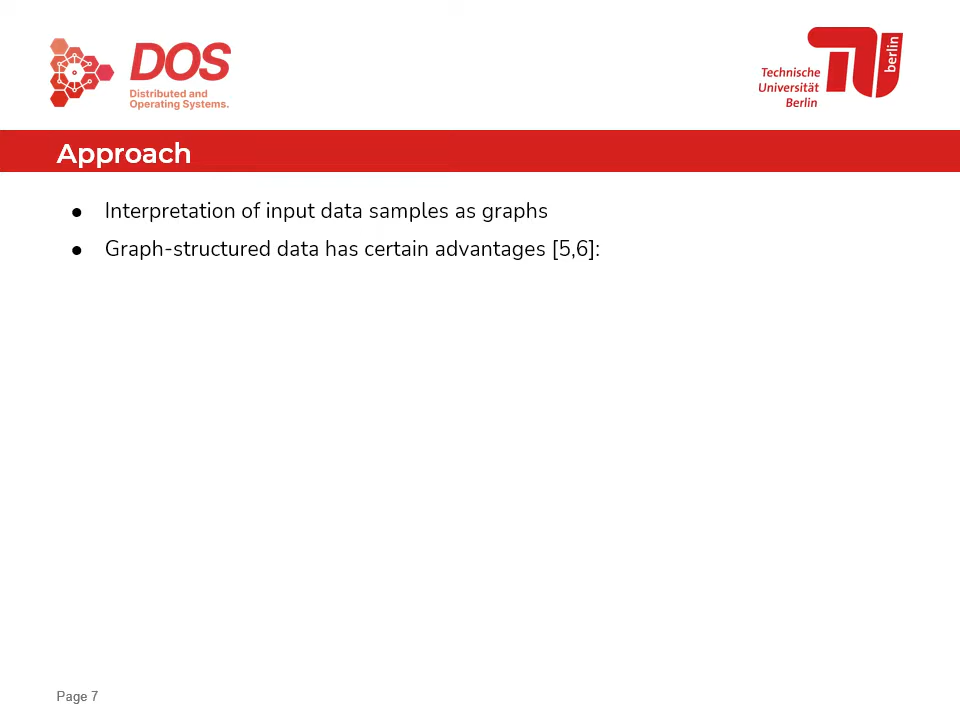 DOS
Distributed and
Operating Systems.
Technische
Universität
Berlin
berlin
Approach
● Interpretation of input data samples as graphs
● Graph-structured data has certain advantages [5,6]:
Page 7